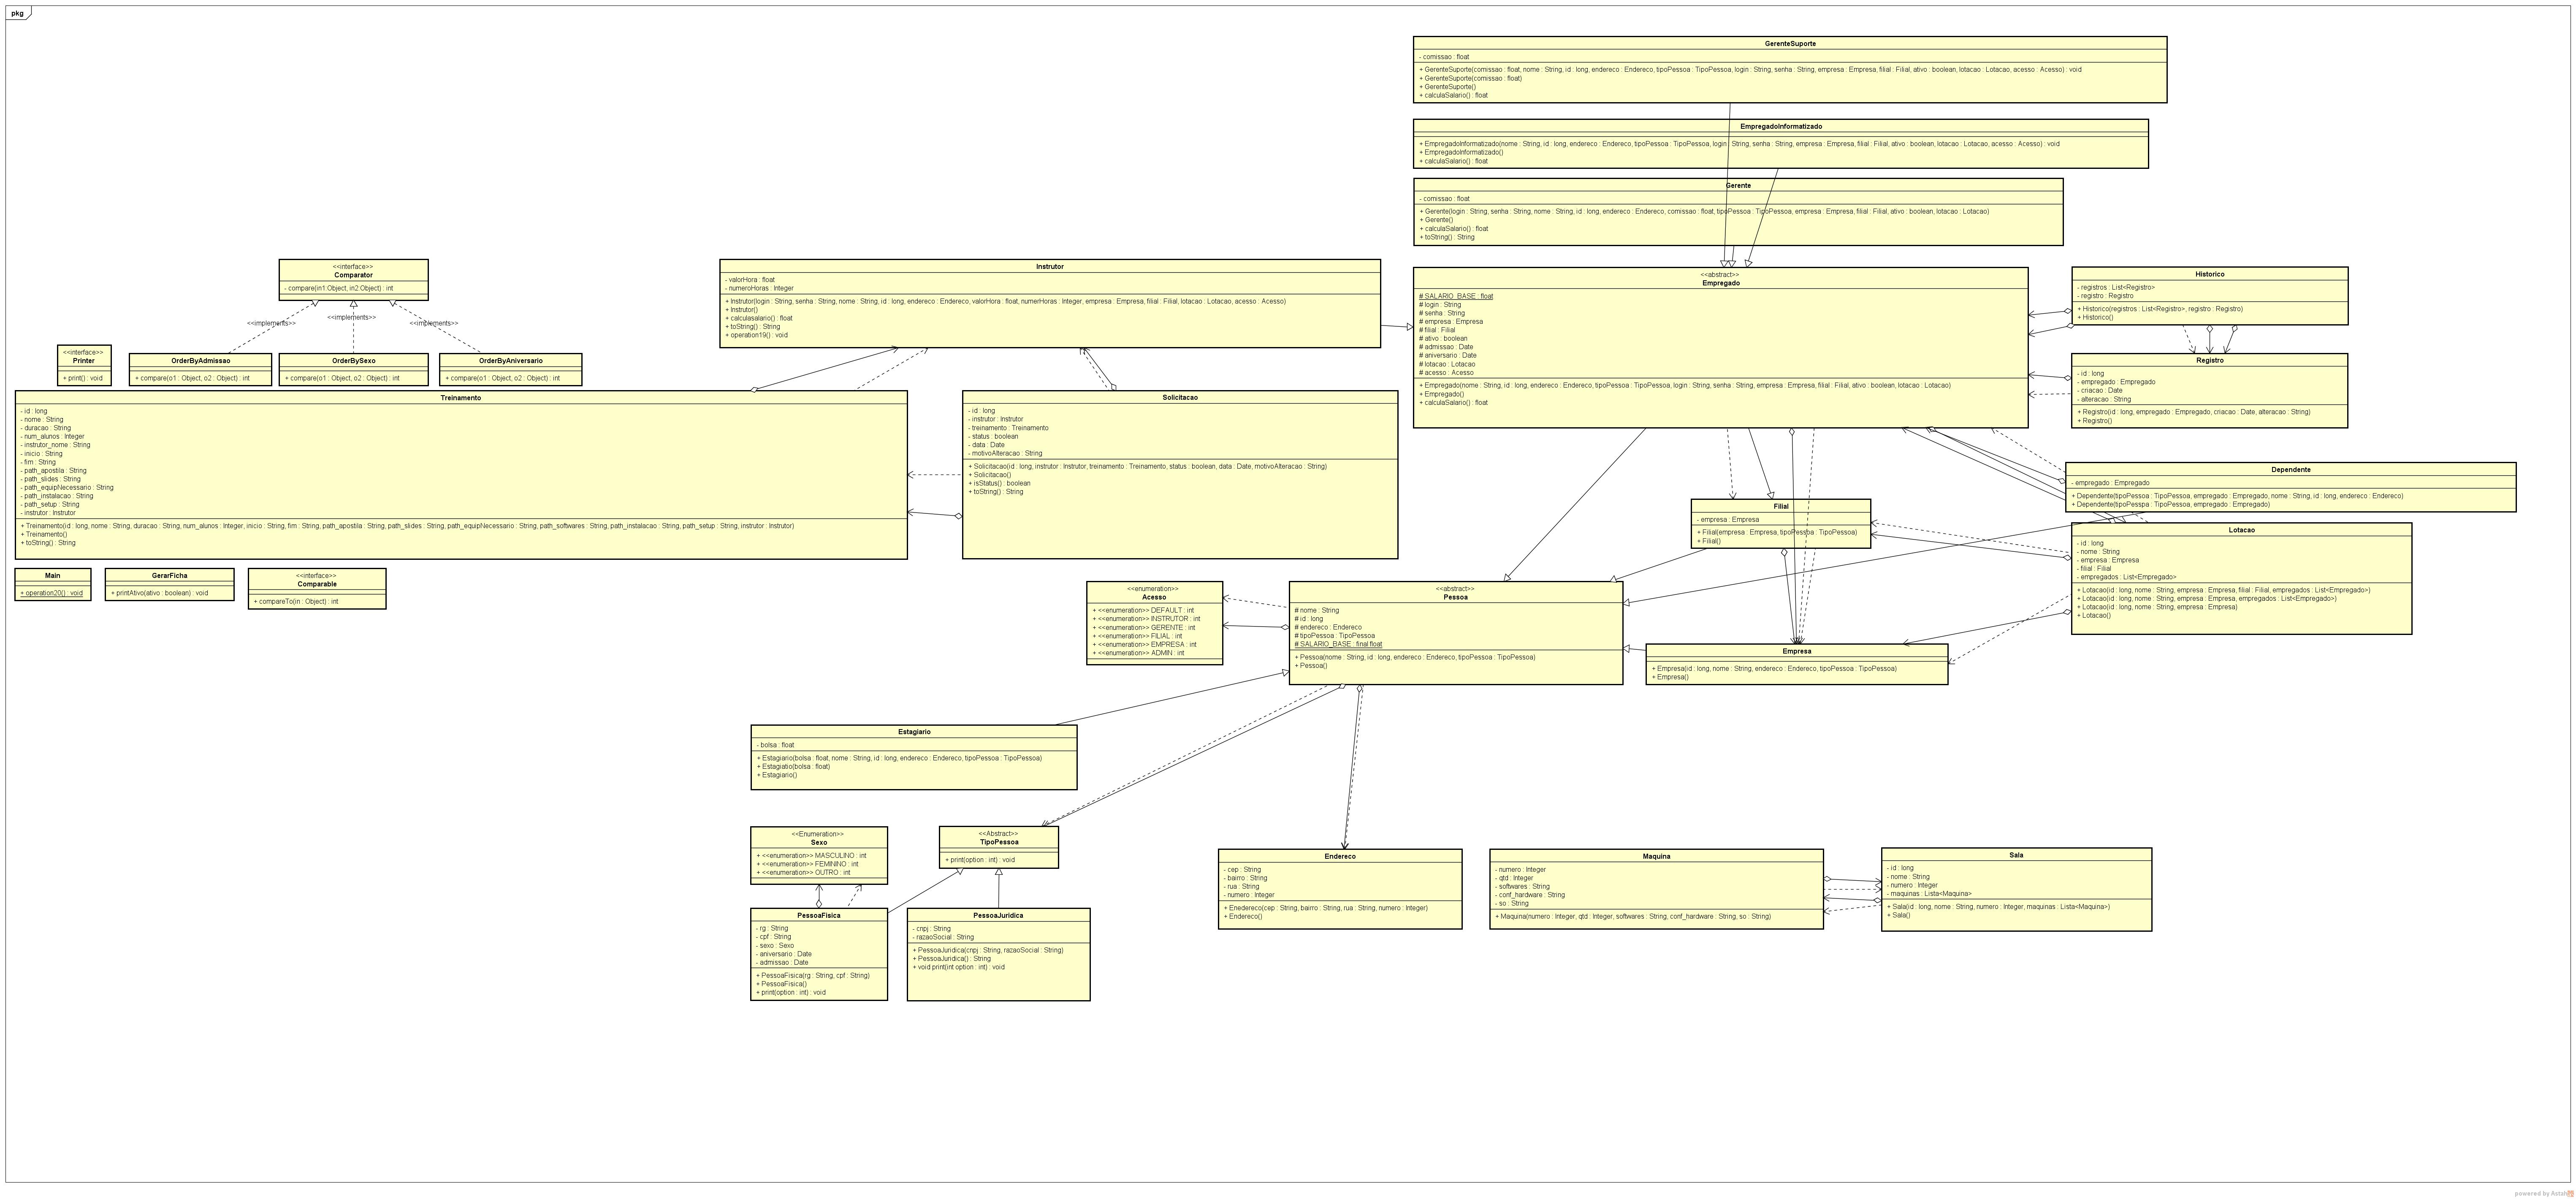 pkg
GerenteSuporte
- comissao : float
+ GerenteSuporte(comissao : float, nome : String, id : long, endereco : Endereco, tipoPessoa : TipoPessoa, login : String, senha : String, empresa : Empresa, filial : Filial, ativo : boolean, lotacao : Lotacao, acesso : Acesso) : void
+ GerenteSuporte(comissao : float)
+ GerenteSuporte()
+ calculaSalario() : float
EmpregadoInformatizado
+ EmpregadoInformatizado(nome : String, id : long, endereco : Endereco, tipoPessoa : TipoPessoa, login : String, senha : String, empresa : Empresa, filial : Filial, ativo : boolean, lotacao : Lotacao, acesso : Acesso) : void
+ EmpregadoInformatizado()
+ calculaSalario() : float
Gerente
- comissao : float
+ Gerente(login : String, senha : String, nome : String, id : long, endereco : Endereco, comissao : float, tipoPessoa : TipoPessoa, empresa : Empresa, filial : Filial, ativo : boolean, lotacao : Lotacao)
+ Gerente()
+ calculaSalario() : float
+ toString() : String
<<interface>>
Comparator
- compare(in1:Object, in2:Object) : int
<<implements>>
<<implements>>
<<implements>>
<<interface>>
Printer
+ print() : void
OrderByAdmissao
+ compare(o1 : Object, o2 : Object) : int
OrderBySexo
+ compare(o1 : Object, o2 : Object) : int
OrderByAniversario
+ compare(o1 : Object, o2 : Object) : int
Instrutor
- valorHora : float
- numeroHoras : Integer
+ Instrutor(login : String, senha : String, nome : String, id : long, endereco : Endereco, valorHora : float, numerHoras : Integer, empresa : Empresa, filial : Filial, lotacao : Lotacao, acesso : Acesso)
+ Instrutor()
+ calculasalario() : float
+ toString() : String
+ operation19() : void
<<abstract>>
Empregado
# SALARIO_BASE : float
# login : String
# senha : String
# empresa : Empresa
# filial : Filial
# ativo : boolean
# admissao : Date
# aniversario : Date
# lotacao : Lotacao
# acesso : Acesso
+ Empregado(nome : String, id : long, endereco : Endereco, tipoPessoa : TipoPessoa, login : String, senha : String, empresa : Empresa, filial : Filial, ativo : boolean, lotacao : Lotacao)
+ Empregado()
+ calculaSalario() : float
Historico
- registros : List<Registro>
- registro : Registro
+ Historico(registros : List<Registro>, registro : Registro)
+ Historico()
Registro
- id : long
- empregado : Empregado
- criacao : Date
- alteracao : String
+ Registro(id : long, empregado : Empregado, criacao : Date, alteracao : String)
+ Registro()
Treinamento
- id : long
- nome : String
- duracao : String
- num_alunos : Integer
- instrutor_nome : String
- inicio : String
- fim : String
- path_apostila : String
- path_slides : String
- path_equipNecessario : String
- path_instalacao : String
- path_setup : String
- instrutor : Instrutor
+ Treinamento(id : long, nome : String, duracao : String, num_alunos : Integer, inicio : String, fim : String, path_apostila : String, path_slides : String, path_equipNecessario : String, path_softwares : String, path_instalacao : String, path_setup : String, instrutor : Instrutor)
+ Treinamento()
+ toString() : String
Solicitacao
- id : long
- instrutor : Instrutor
- treinamento : Treinamento
- status : boolean
- data : Date
- motivoAlteracao : String
+ Solicitacao(id : long, instrutor : Instrutor, treinamento : Treinamento, status : boolean, data : Date, motivoAlteracao : String)
+ Solicitacao()
+ isStatus() : boolean
+ toString() : String
Dependente
- empregado : Empregado
+ Dependente(tipoPessoa : TipoPessoa, empregado : Empregado, nome : String, id : long, endereco : Endereco)
+ Dependente(tipoPesspa : TipoPessoa, empregado : Empregado)
Filial
- empresa : Empresa
+ Filial(empresa : Empresa, tipoPessoa : TipoPessoa)
+ Filial()
Lotacao
- id : long
- nome : String
- empresa : Empresa
- filial : Filial
- empregados : List<Empregado>
+ Lotacao(id : long, nome : String, empresa : Empresa, filial : Filial, empregados : List<Empregado>)
+ Lotacao(id : long, nome : String, empresa : Empresa, empregados : List<Empregado>)
+ Lotacao(id : long, nome : String, empresa : Empresa)
+ Lotacao()
Main
+ operation20() : void
GerarFicha
+ printAtivo(ativo : boolean) : void
<<interface>>
Comparable
+ compareTo(in : Object) : int
<<enumeration>>
Acesso
+ <<enumeration>> DEFAULT : int
+ <<enumeration>> INSTRUTOR : int
+ <<enumeration>> GERENTE : int
+ <<enumeration>> FILIAL : int
+ <<enumeration>> EMPRESA : int
+ <<enumeration>> ADMIN : int
<<abstract>>
Pessoa
# nome : String
# id : long
# endereco : Endereco
# tipoPessoa : TipoPessoa
# SALARIO_BASE : final float
+ Pessoa(nome : String, id : long, endereco : Endereco, tipoPessoa : TipoPessoa)
+ Pessoa()
Empresa
+ Empresa(id : long, nome : String, endereco : Endereco, tipoPessoa : TipoPessoa)
+ Empresa()
Estagiario
- bolsa : float
+ Estagiario(bolsa : float, nome : String, id : long, endereco : Endereco, tipoPessoa : TipoPessoa)
+ Estagiatio(bolsa : float)
+ Estagiario()
<<Enumeration>>
Sexo
+ <<enumeration>> MASCULINO : int
+ <<enumeration>> FEMININO : int
+ <<enumeration>> OUTRO : int
<<Abstract>>
TipoPessoa
+ print(option : int) : void
PessoaFisica
- rg : String
- cpf : String
- sexo : Sexo
- aniversario : Date
- admissao : Date
+ PessoaFisica(rg : String, cpf : String)
+ PessoaFisica()
+ print(option : int) : void
PessoaJuridica
- cnpj : String
- razaoSocial : String
+ PessoaJuridica(cnpj : String, razaoSocial : String)
+ PessoaJuridica() : String
+ void print(int option : int) : void
Endereco
- cep : String
- bairro : String
- rua : String
- numero : Integer
+ Enedereco(cep : String, bairro : String, rua : String, numero : Integer)
+ Endereco()
Maquina
- numero : Integer
- qtd : Integer
- softwares : String
- conf_hardware : String
- so : String
+ Maquina(numero : Integer, qtd : Integer, softwares : String, conf_hardware : String, so : String)
Sala
- id : long
- nome : String
- numero : Integer
- maquinas : Lista<Maquina>
+ Sala(id : long, nome : String, numero : Integer, maquinas : Lista<Maquina>)
+ Sala()
powered by Astah